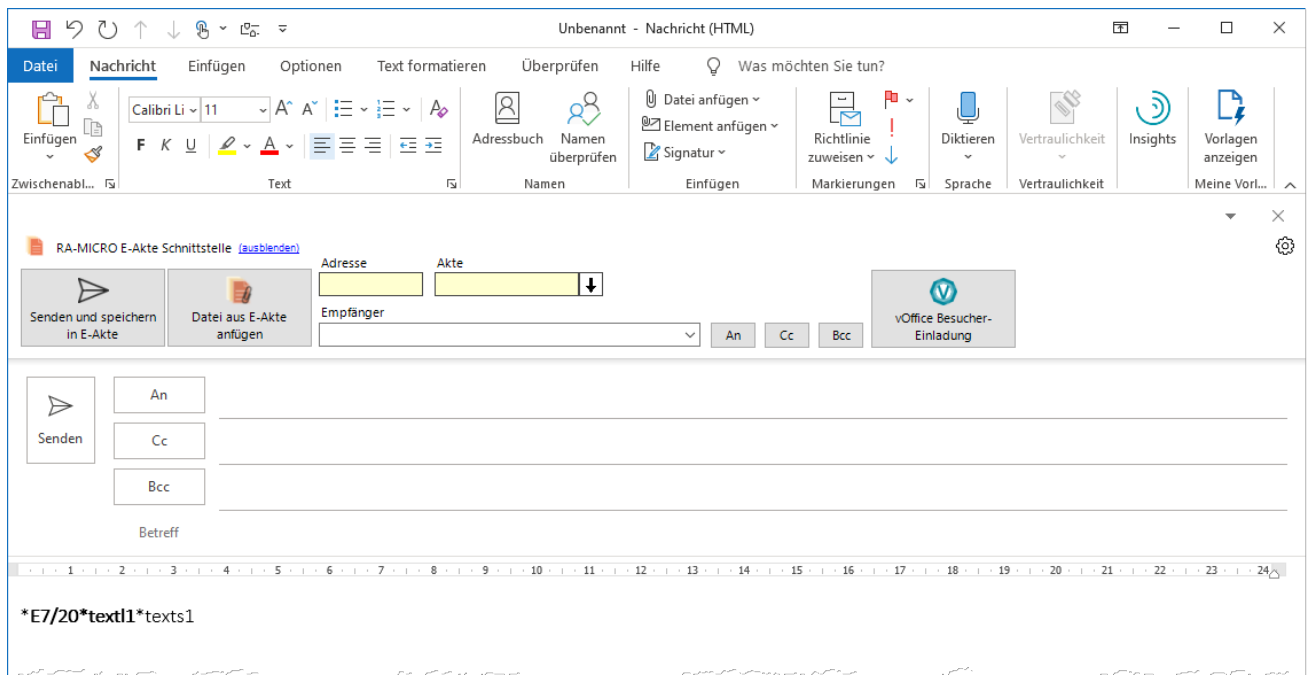 Unbenannt - Nachricht (HTML)
Datei Nachricht Einfügen Optionen Text formatieren Überprüfen Hilfe Was möchten Sie tun?
Einfügen
Calibri Li 11
F K U
Adressbuch
Namen überprüfen
Datei anfügen
Element anfügen
Signatur
Richtlinie zuweisen
Diktieren
Vertraulichkeit
Insights
Vorlagen anzeigen
Zwischenabl... Text Namen Einfügen Markierungen Sprache Vertraulichkeit Meine Vorl...
RA-MICRO E-Akte Schnittstelle (ausblenden)
Adresse Akte
Senden und speichern
in E-Akte
Datei aus E-Akte
anfügen
Empfänger
An Cc Bcc
vOffice Besucher-
Einladung
Senden
An
Cc
Bcc
Betreff
1 2 3 4 5 6 7 8 9 10 11 12 13 14 15 16 17 18 19 20 21 22 23 24
*E7/20*textl1*texts1